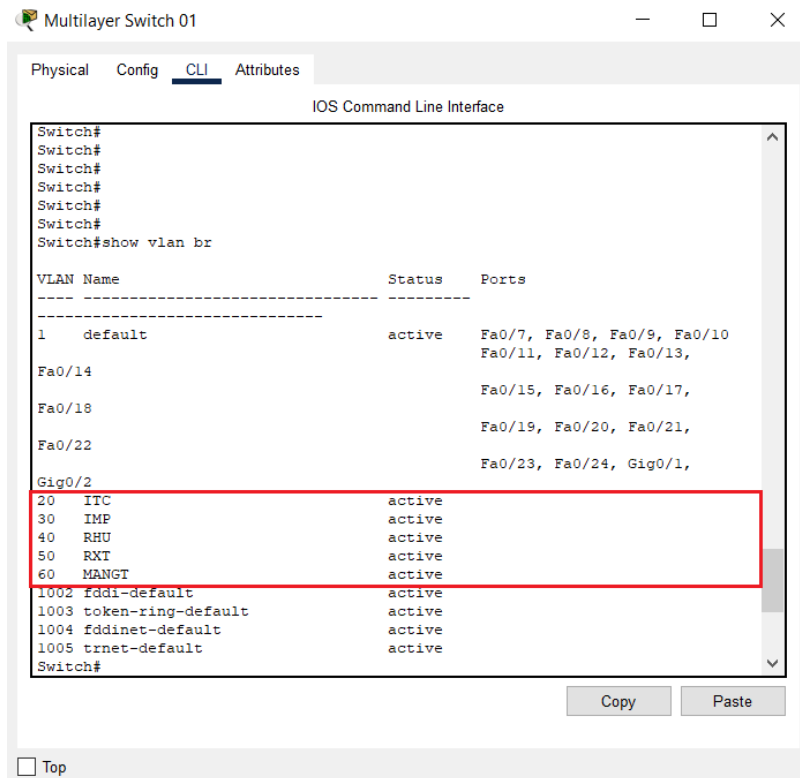 Multilayer Switch 01
Physical Config CLI Attributes
IOS Command Line Interface
Switch#
Switch#
Switch#
Switch#
Switch#
Switch#
Switch#show vlan br
VLAN Name                             Status    Ports
---- -------------------------------- ---------
-------------------------------
1    default                          active    Fa0/7, Fa0/8, Fa0/9, Fa0/10
                                                Fa0/11, Fa0/12, Fa0/13,
Fa0/14
                                                Fa0/15, Fa0/16, Fa0/17,
Fa0/18
                                                Fa0/19, Fa0/20, Fa0/21,
Fa0/22
                                                Fa0/23, Fa0/24, Gig0/1,
Gig0/2
20   ITC                              active
30   IMP                              active
40   RHU                              active
50   RXT                              active
60   MANGT                            active
1002 fddi-default                     active
1003 token-ring-default               active
1004 fddinet-default                  active
1005 trnet-default                    active
Switch#
Copy Paste
Top